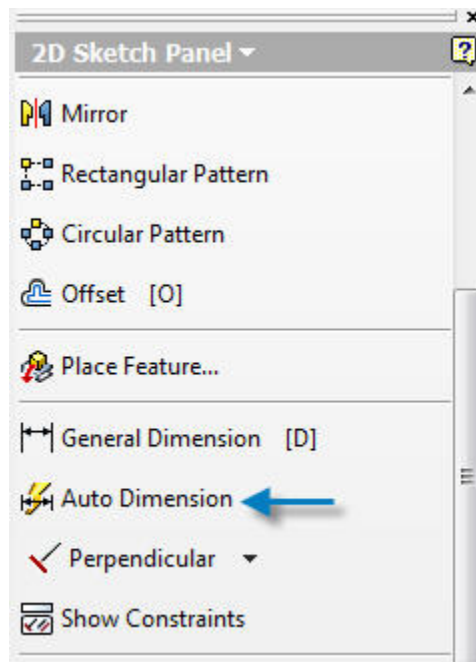 2D Sketch Panel
Mirror
Rectangular Pattern
Circular Pattern
Offset [O]
Place Feature...
General Dimension [D]
Auto Dimension
Perpendicular
Show Constraints